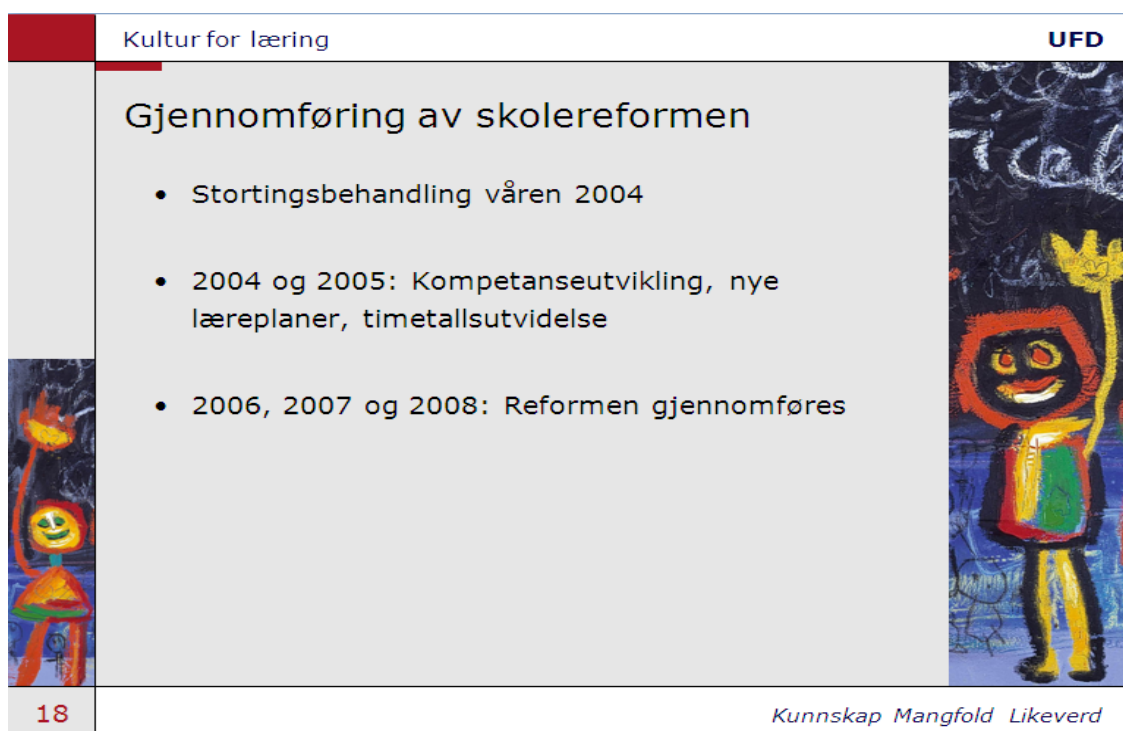 Kultur for læring
UFD
Gjennomføring av skolereformen
• Stortingsbehandling våren 2004
• 2004 og 2005: Kompetanseutvikling, nye
læreplaner, timetallsutvidelse
• 2006, 2007 og 2008: Reformen gjennomføres
18
Kunnskap Mangfold Likeverd